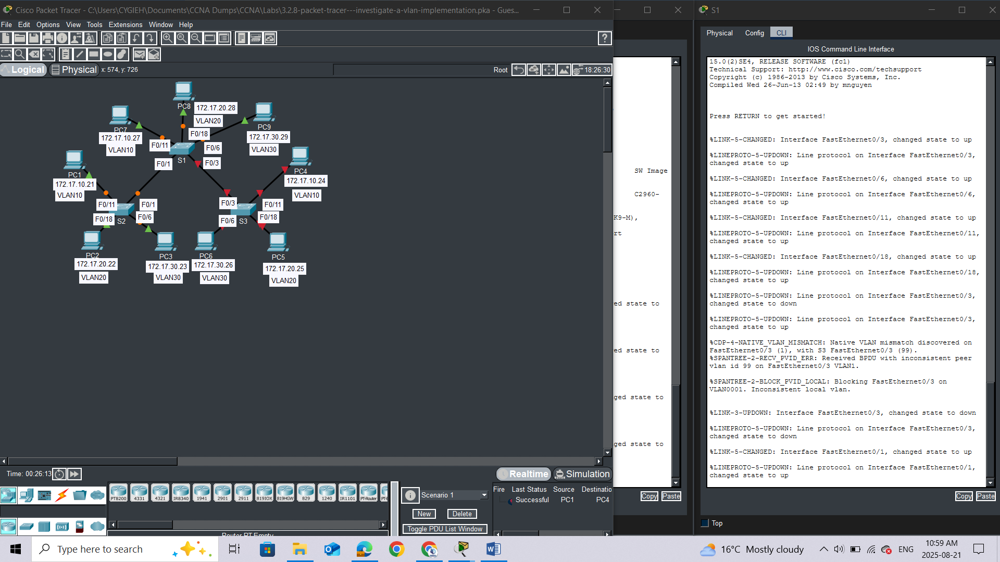 Cisco Packet Tracer - C:\Users\CYGIEH\Documents\CCNA Dumps\CCNA\Labs\3.2.8-packet-tracer---investigate-a-vlan-implementation.pka - Gues...
File Edit Options View Tools Extensions Window Help
?
Logical Physical x: 574, y: 726
Root 18:26:30
PC8
172.17.20.28
VLAN20
PC7
172.17.10.27
VLAN10
PC9
172.17.30.29
VLAN30
F0/18
F0/11
F0/6
S1
F0/1
F0/3
PC1
172.17.10.21
VLAN10
PC4
172.17.10.24
VLAN10
F0/11
F0/1
F0/18
F0/6
S2
F0/3
F0/11
F0/6
F0/18
S3
PC2
172.17.20.22
VLAN20
PC3
172.17.30.23
VLAN30
PC6
172.17.30.26
VLAN30
PC5
172.17.20.25
VLAN20
Time: 00:26:13
Realtime Simulation
PT8200 4331 4321 IR8340 1941 2901 2911 819IOX 819HGW 829 1240 IR1101 PT-Router
Router PT Empty
Scenario 1
New Delete
Toggle PDU List Window
Fire Last Status Source Destinatio
Successful PC1 PC4
SW Image
C2960-
K9-M),
rt
ed state to
ed state to
ged state to
ged state to
Copy Paste
S1
Physical Config CLI
IOS Command Line Interface
15.0(2)SE4, RELEASE SOFTWARE (fc1)
Technical Support: http://www.cisco.com/techsupport
Copyright (c) 1986-2013 by Cisco Systems, Inc.
Compiled Wed 26-Jun-13 02:49 by mnguyen
Press RETURN to get started!
%LINK-5-CHANGED: Interface FastEthernet0/3, changed state to up
%LINEPROTO-5-UPDOWN: Line protocol on Interface FastEthernet0/3,
changed state to up
%LINK-5-CHANGED: Interface FastEthernet0/6, changed state to up
%LINEPROTO-5-UPDOWN: Line protocol on Interface FastEthernet0/6,
changed state to up
%LINK-5-CHANGED: Interface FastEthernet0/11, changed state to up
%LINEPROTO-5-UPDOWN: Line protocol on Interface FastEthernet0/11,
changed state to up
%LINK-5-CHANGED: Interface FastEthernet0/18, changed state to up
%LINEPROTO-5-UPDOWN: Line protocol on Interface FastEthernet0/18,
changed state to up
%LINEPROTO-5-UPDOWN: Line protocol on Interface FastEthernet0/3,
changed state to down
%LINEPROTO-5-UPDOWN: Line protocol on Interface FastEthernet0/3,
changed state to up
%CDP-4-NATIVE_VLAN_MISMATCH: Native VLAN mismatch discovered on
FastEthernet0/3 (1), with S3 FastEthernet0/3 (99).
%SPANTREE-2-RECV_PVID_ERR: Received BPDU with inconsistent peer
vlan id 99 on FastEthernet0/3 VLAN1.
%SPANTREE-2-BLOCK_PVID_LOCAL: Blocking FastEthernet0/3 on
VLAN0001. Inconsistent local vlan.
%LINK-3-UPDOWN: Interface FastEthernet0/3, changed state to down
%LINEPROTO-5-UPDOWN: Line protocol on Interface FastEthernet0/3,
changed state to down
%LINK-5-CHANGED: Interface FastEthernet0/1, changed state to up
%LINEPROTO-5-UPDOWN: Line protocol on Interface FastEthernet0/1,
changed state to up
Copy Paste
Top
Type here to search
16°C Mostly cloudy
ENG
10:59 AM
2025-08-21